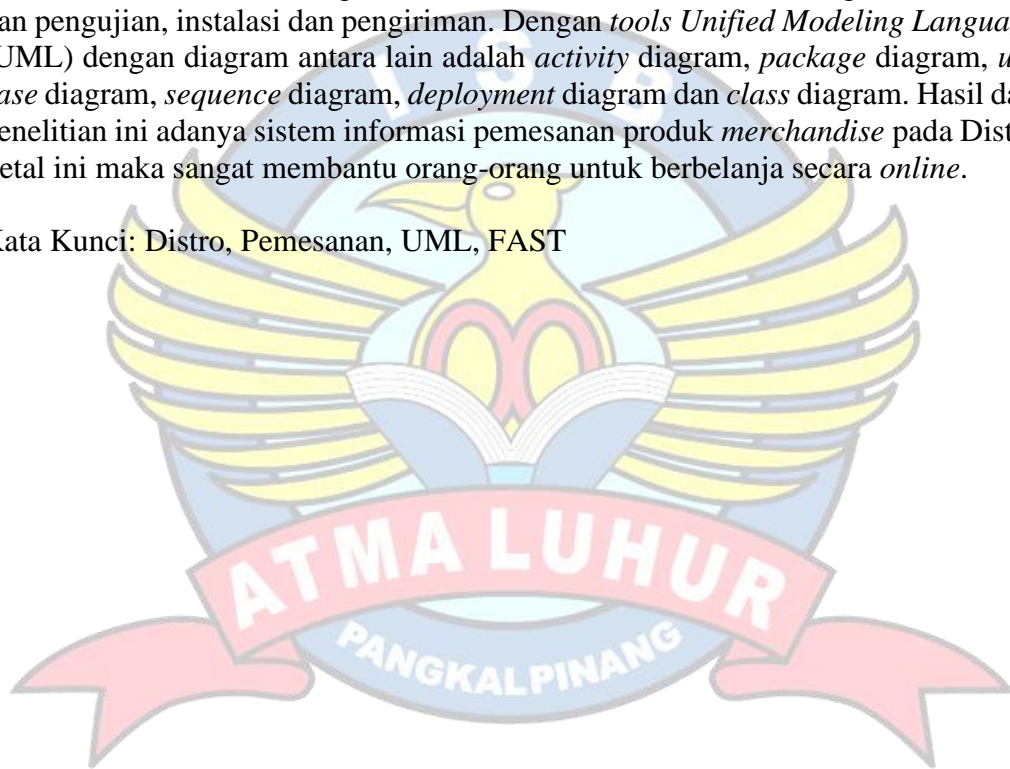 an pengujian, instalasi dan pengiriman. Dengan tools Unified Modeling Langua
UML) dengan diagram antara lain adalah activity diagram, package diagram, u
ase diagram, sequence diagram, deployment diagram dan class diagram. Hasil da
enelitian ini adanya sistem informasi pemesanan produk merchandise pada Dist
etal ini maka sangat membantu orang-orang untuk berbelanja secara online.
Kata Kunci: Distro, Pemesanan, UML, FAST
I S B
ATMA LUHUR
PANGKALPINANG